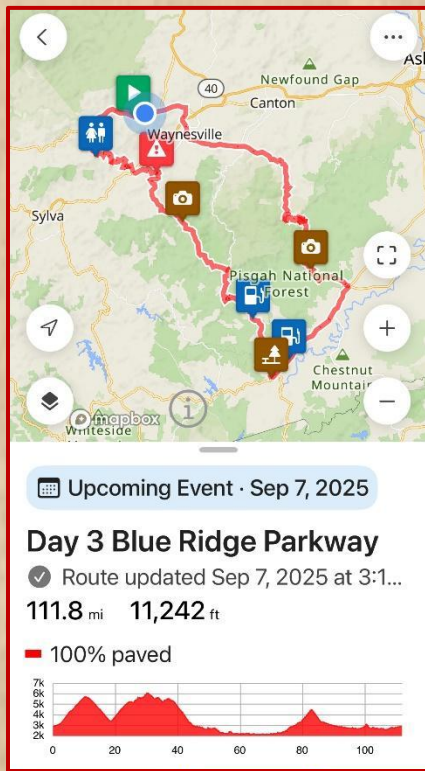 Newfound Gap
Ash
40
Canton
Waynesville
Sylva
Pisgah National
Forest
Chestnut
Mountai
mapbox
Whiteside
Upcoming Event · Sep 7, 2025
Day 3 Blue Ridge Parkway
Route updated Sep 7, 2025 at 3:1...
111.8 mi 11,242 ft
100% paved
7k
6k
5k
4k
3k
2k
0 20 40 60 80 100